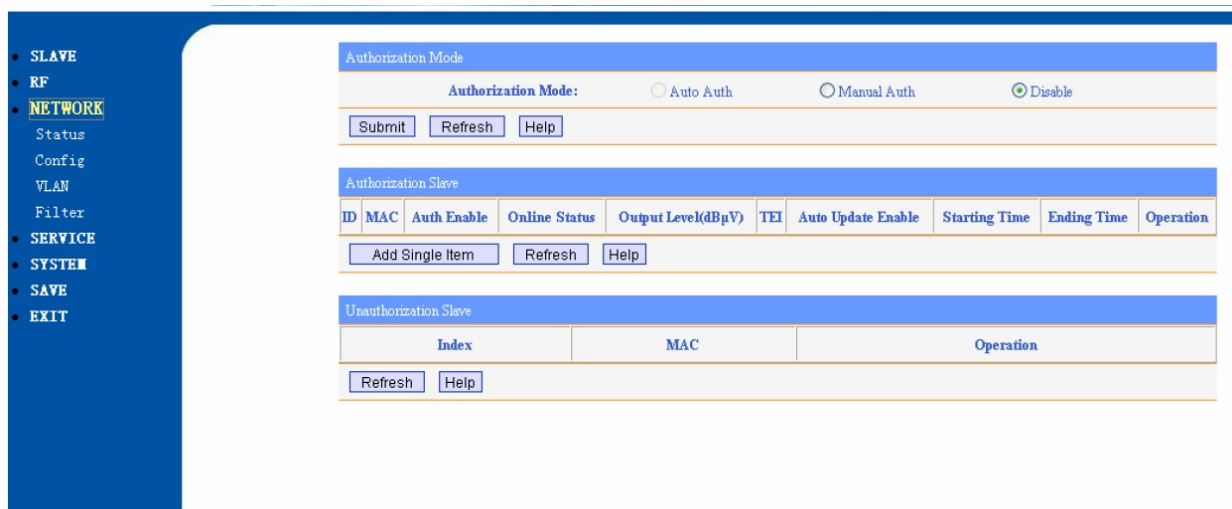 SLAVE
RF
NETWORK
Status
Config
VLAN
Filter
SERVICE
SYSTEM
SAVE
EXIT
Authorization Mode
Authorization Mode: Auto Auth Manual Auth Disable
Submit Refresh Help
Authorization Slave
ID MAC Auth Enable Online Status Output Level(dBμV) TEI Auto Update Enable Starting Time Ending Time Operation
Add Single Item Refresh Help
Unauthorization Slave
Index MAC Operation
Refresh Help